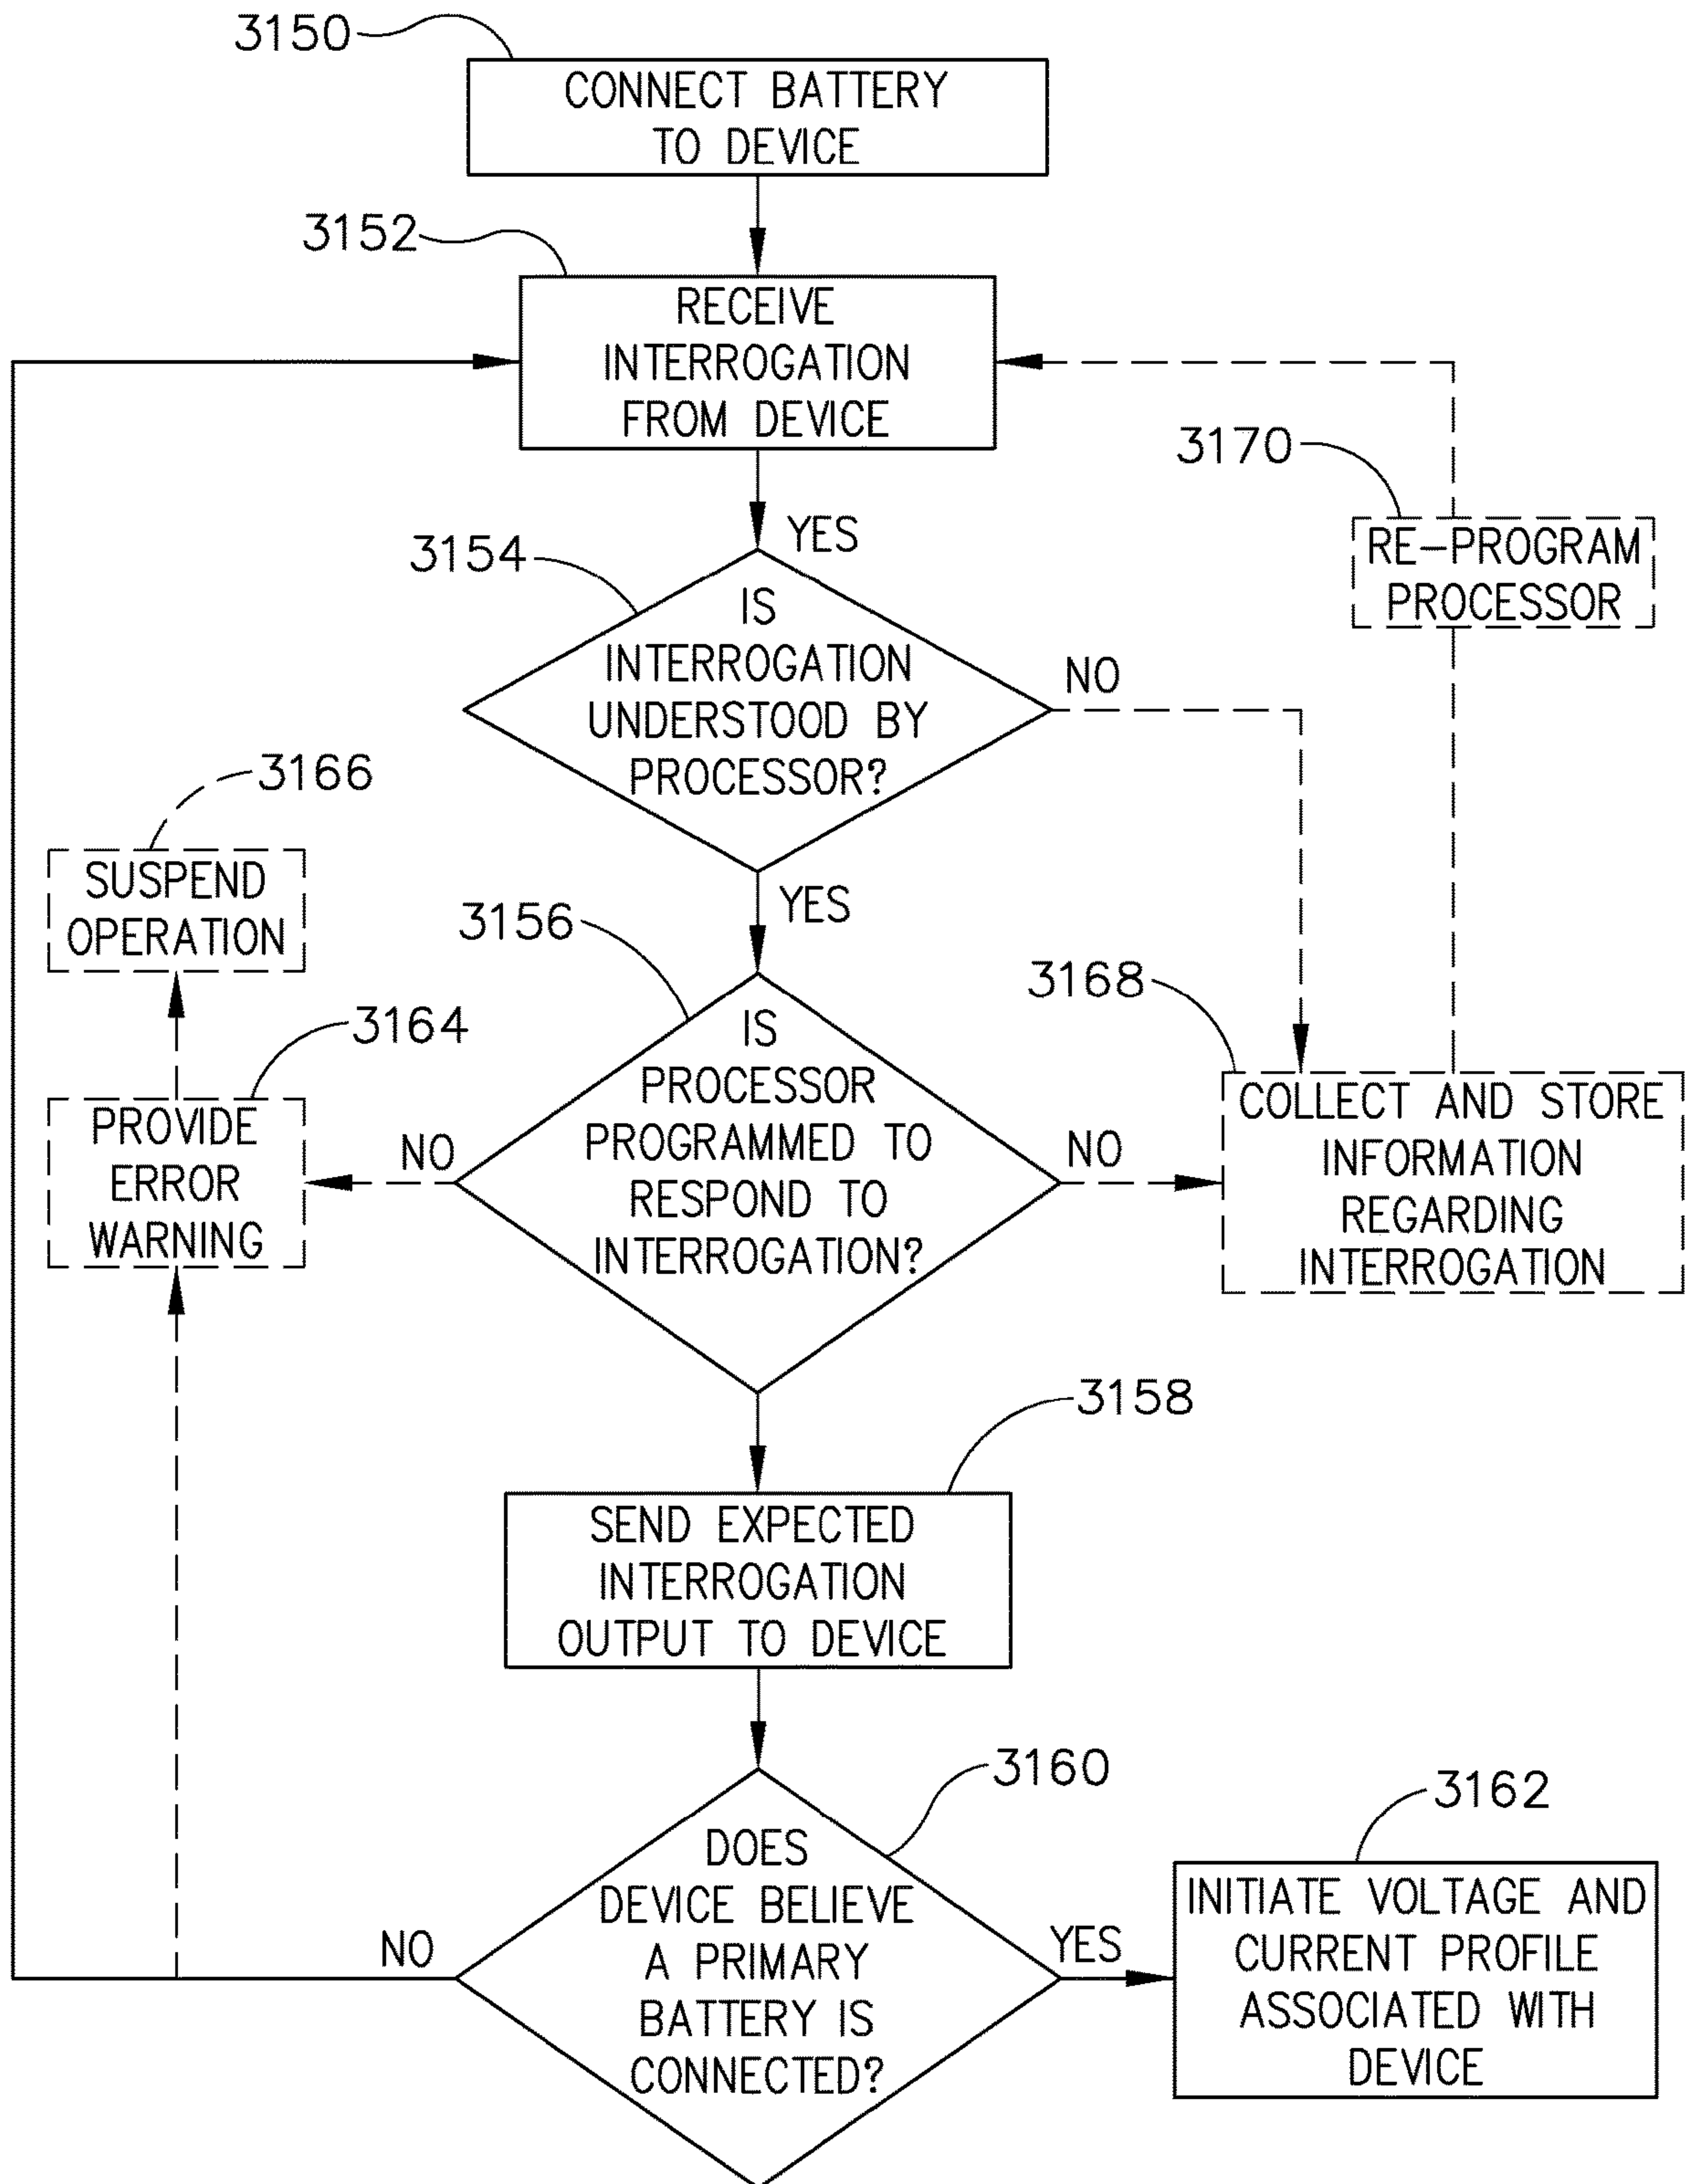 3150
CONNECT BATTERY
TO DEVICE
3152
RECEIVE
INTERROGATION
FROM DEVICE
3170
RE-PROGRAM
PROCESSOR
YES
3154
IS
INTERROGATION
UNDERSTOOD BY
PROCESSOR?
NO
3166
SUSPEND
OPERATION
YES
3156
IS
PROCESSOR
PROGRAMMED TO
RESPOND TO
INTERROGATION?
3164
PROVIDE
ERROR
WARNING
NO
NO
3168
COLLECT AND STORE
INFORMATION
REGARDING
INTERROGATION
3158
SEND EXPECTED
INTERROGATION
OUTPUT TO DEVICE
3160
DOES
DEVICE BELIEVE
A PRIMARY
BATTERY IS
CONNECTED?
NO
YES
3162
INITIATE VOLTAGE AND
CURRENT PROFILE
ASSOCIATED WITH
DEVICE